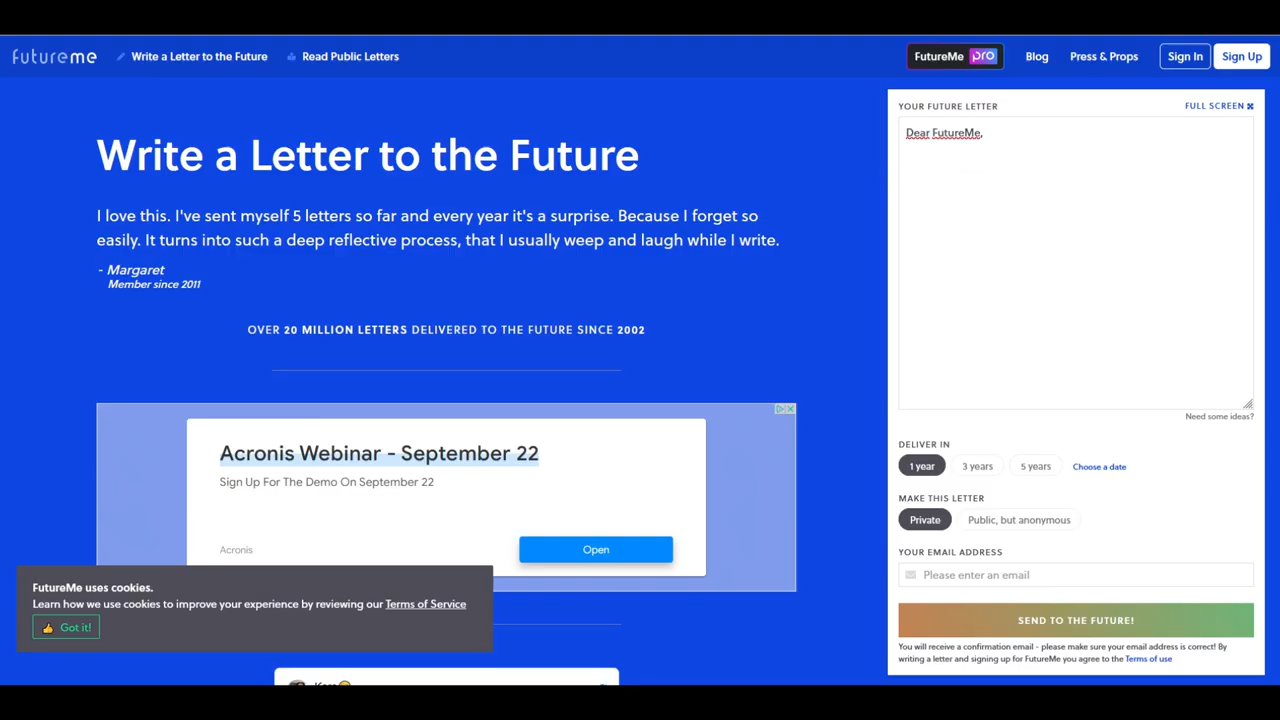 futureme
Write a Letter to the Future
Read Public Letters
FutureMe pro
Blog
Press & Props
Sign In
Sign Up
Write a Letter to the Future
I love this. I've sent myself 5 letters so far and every year it's a surprise. Because I forget so
easily. It turns into such a deep reflective process, that I usually weep and laugh while I write.
- Margaret
Member since 2011
OVER 20 MILLION LETTERS DELIVERED TO THE FUTURE SINCE 2002
Acronis Webinar - September 22
Sign Up For The Demo On September 22
Acronis
Open
FutureMe uses cookies.
Learn how we use cookies to improve your experience by reviewing our Terms of Service
Got it!
YOUR FUTURE LETTER
FULL SCREEN
Dear FutureMe,
Need some ideas?
DELIVER IN
1 year
3 years
5 years
Choose a date
MAKE THIS LETTER
Private
Public, but anonymous
YOUR EMAIL ADDRESS
Please enter an email
SEND TO THE FUTURE!
You will receive a confirmation email - please make sure your email address is correct! By
writing a letter and signing up for FutureMe you agree to the Terms of use